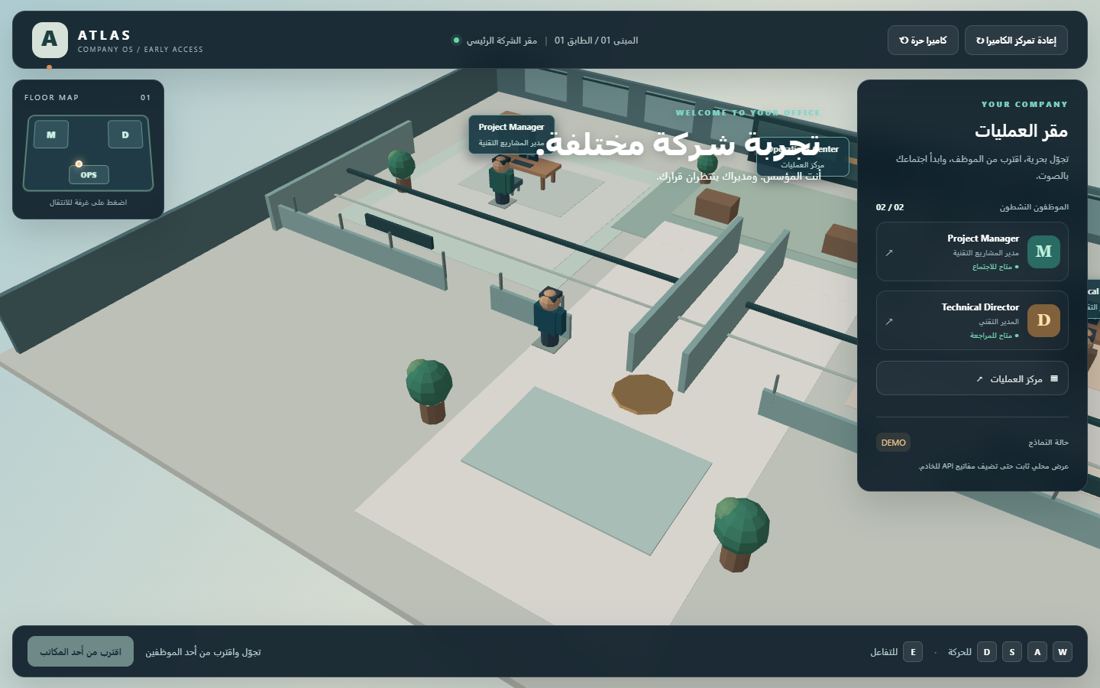 إعادة تمركز الكاميرا ↻
كاميرا حرة ⟲
المبنى 01 / الطابق 01 | مقر الشركة الرئيسي
A
ATLAS
COMPANY OS / EARLY ACCESS
FLOOR MAP 01
M
D
OPS
اضغط على غرفة للانتقال
WELCOME TO YOUR OFFICE
تجربة شركة مختلفة.
أنت المؤسس. ومديراك ينتظران قرارك.
Project Manager
مدير المشاريع التقنية
Center
مركز العمليات
YOUR COMPANY
مقر العمليات
تجوّل بحرية، اقترب من الموظف، وابدأ اجتماعك
بالصوت.
الموظفون النشطون
02 / 02
M
Project Manager
مدير المشاريع التقنية
متاح للاجتماع
D
Technical Director
المدير التقني
متاح للمراجعة
مركز العمليات
حالة النماذج
DEMO
عرض محلي ثابت حتى تضيف مفاتيح API للخادم.
W A S D للحركة · E للتفاعل
تجوّل واقترب من أحد الموظفين
اقترب من أحد المكاتب